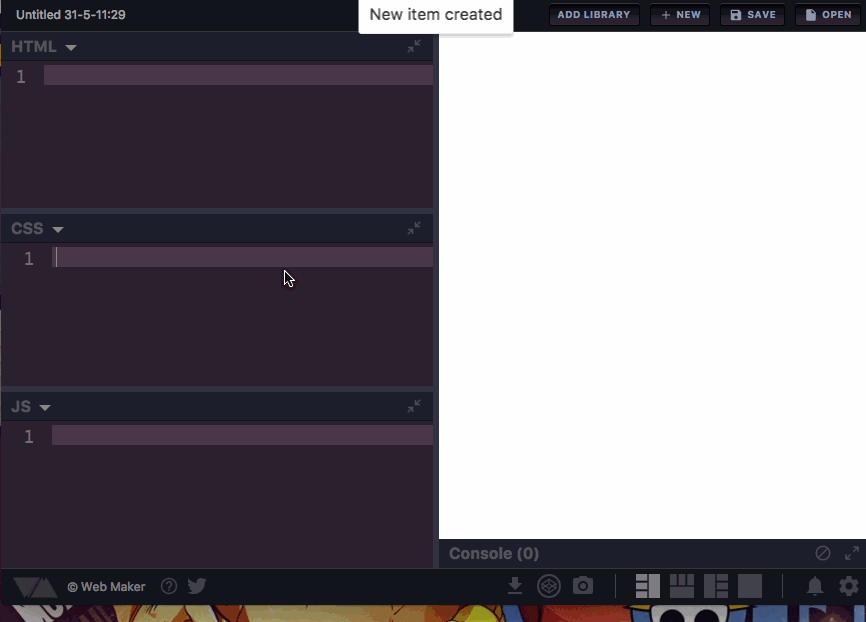 Untitled 31-5-11:29
New item created
ADD LIBRARY
+ NEW
SAVE
OPEN
HTML
1
CSS
1
JS
1
Console (0)
© Web Maker
?